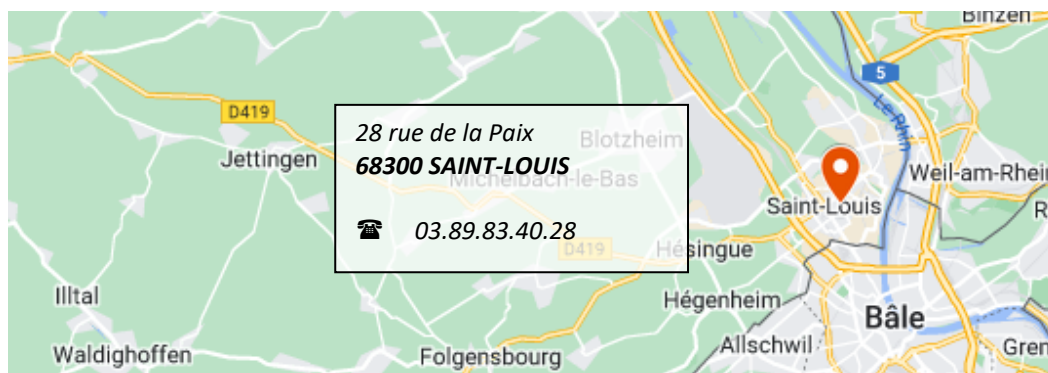 Binzen
5
Le Rhin
D419
28 rue de la Paix
68300 SAINT-LOUIS
☎ 03.89.83.40.28
Jettingen
Blotzheim
Michelbach-le-Bas
Weil-am-Rhein
Saint-Louis
R
D419
Hésingue
Illtal
Hégenheim
Bâle
Waldighoffen
Folgensbourg
Allschwil
Gren